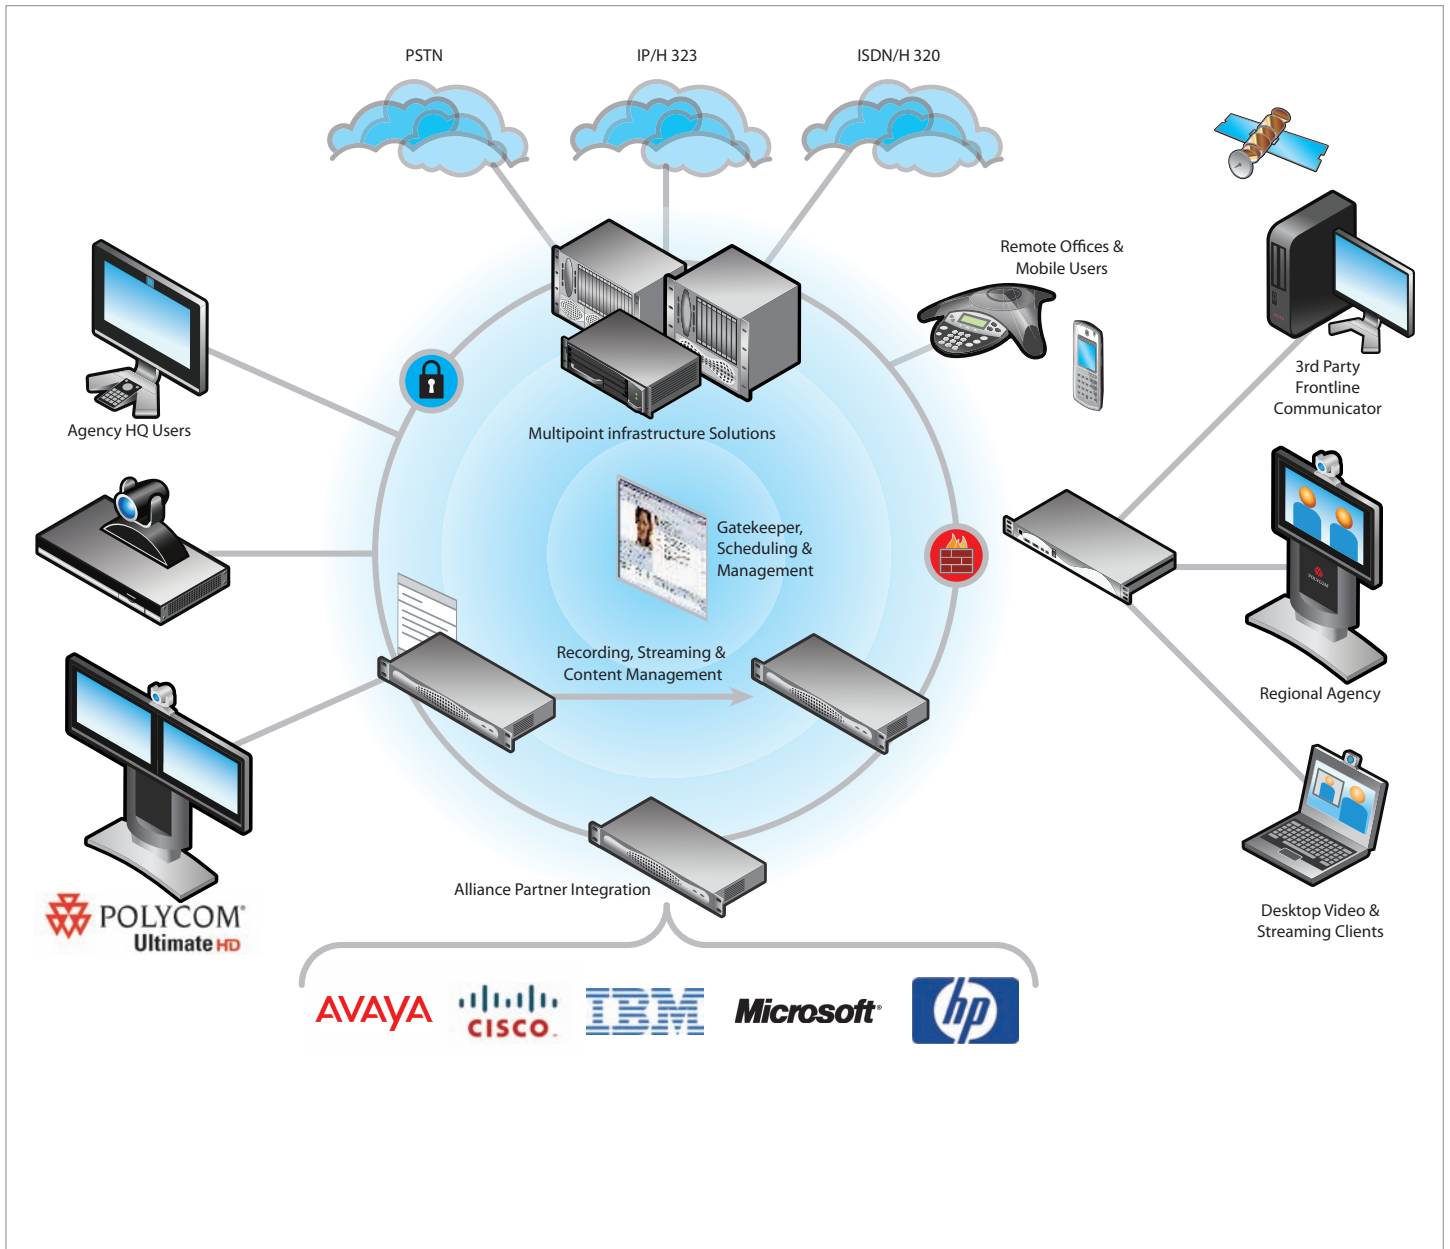 PSTN
IP/H 323
ISDN/H 320
Remote Offices &
Mobile Users
3rd Party
Frontline
Communicator
Agency HQ Users
Multipoint infrastructure Solutions
Gatekeeper,
Scheduling &
Management
Recording, Streaming &
Content Management
POLYCOM
Regional Agency
Alliance Partner Integration
POLYCOM®
Ultimate HD
Desktop Video &
Streaming Clients
AVAYA
CISCO
IBM
Microsoft®
hp